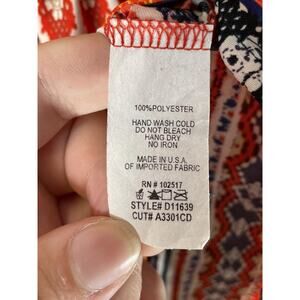 100%POLYESTER
HAND WASH COLD
DO NOT BLEACH
HANG DRY
NO IRON
MADE IN U.S.A.
OF IMPORTED FABRIC
RN # 102517
STYLE# D11639
CUT# A3301CD